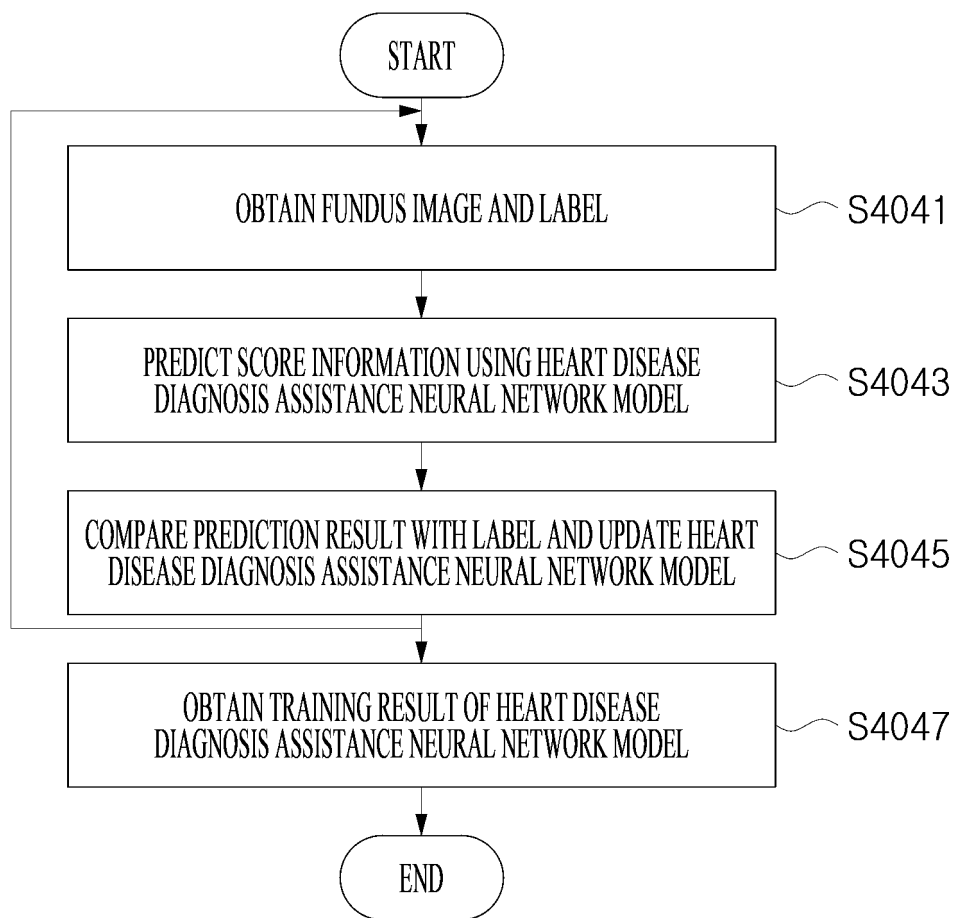 START
OBTAIN FUNDUS IMAGE AND LABEL
S4041
PREDICT SCORE INFORMATION USING HEART DISEASE
DIAGNOSIS ASSISTANCE NEURAL NETWORK MODEL
S4043
COMPARE PREDICTION RESULT WITH LABEL AND UPDATE HEART
DISEASE DIAGNOSIS ASSISTANCE NEURAL NETWORK MODEL
S4045
OBTAIN TRAINING RESULT OF HEART DISEASE
DIAGNOSIS ASSISTANCE NEURAL NETWORK MODEL
S4047
END